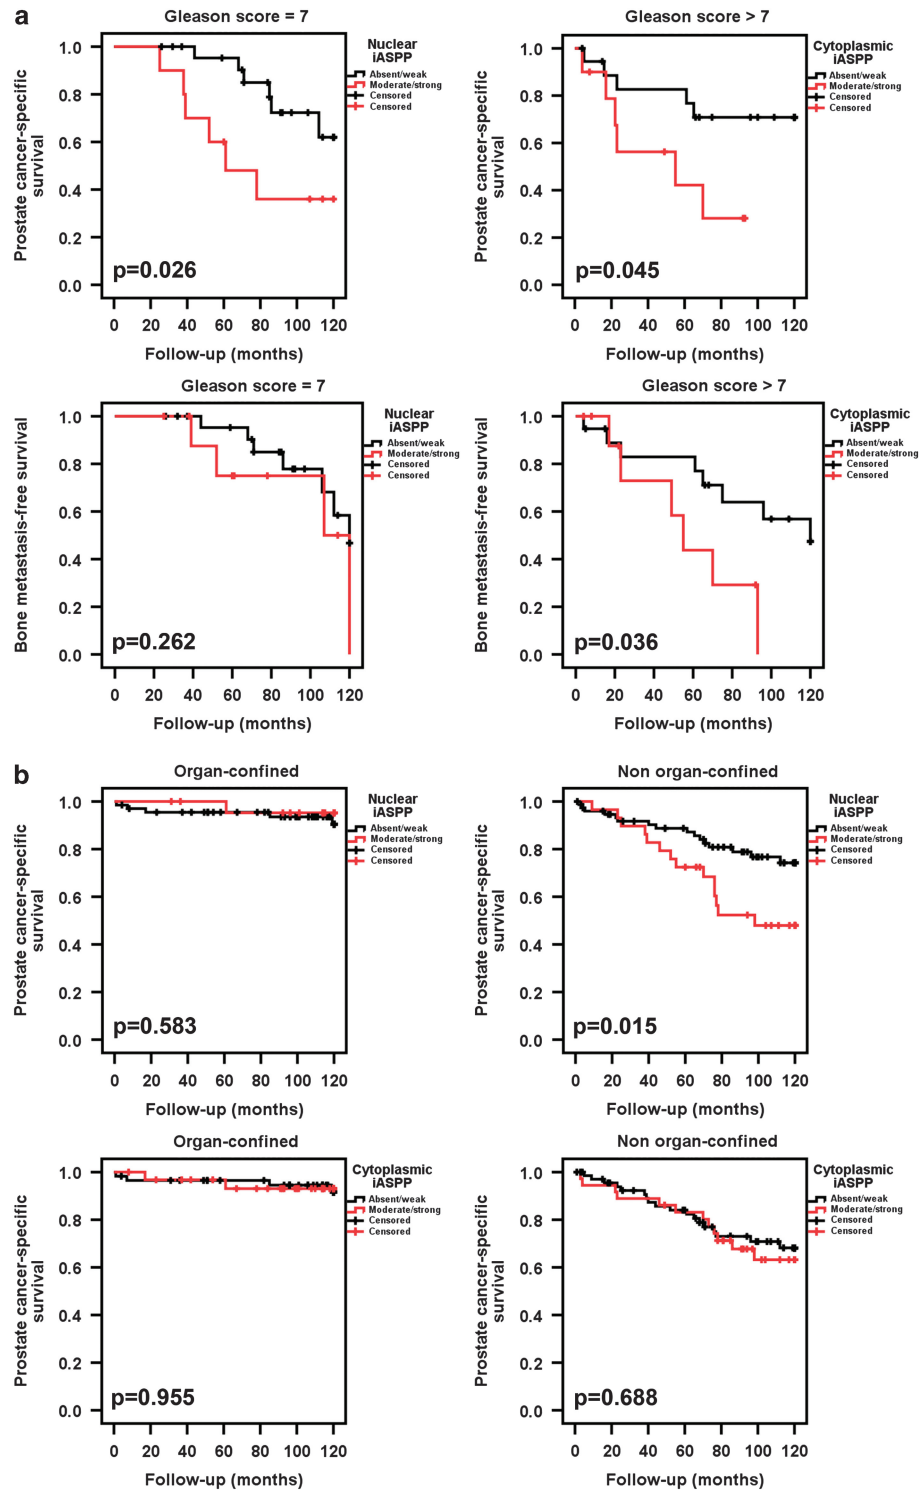 a
Gleason score = 7
Nuclear
iASPP
Absent/weak
Moderate/strong
Censored
Censored
Prostate cancer-specific
survival
1.0
0.8
0.6
0.4
0.2
0.0
p=0.026
0 20 40 60 80 100 120
Follow-up (months)
Gleason score > 7
Cytoplasmic
iASPP
Absent/weak
Moderate/strong
Censored
Censored
Prostate cancer-specific
survival
1.0
0.8
0.6
0.4
0.2
0.0
p=0.045
0 20 40 60 80 100 120
Follow-up (months)
Gleason score = 7
Nuclear
iASPP
Absent/weak
Moderate/strong
Censored
Censored
Bone metastasis-free survival
1.0
0.8
0.6
0.4
0.2
0.0
p=0.262
0 20 40 60 80 100 120
Follow-up (months)
Gleason score > 7
Cytoplasmic
iASPP
Absent/weak
Moderate/strong
Censored
Censored
Bone metastasis-free survival
1.0
0.8
0.6
0.4
0.2
0.0
p=0.036
0 20 40 60 80 100 120
Follow-up (months)
b
Organ-confined
Nuclear
iASPP
Absent/weak
Moderate/strong
Censored
Censored
Prostate cancer-specific
survival
1.0
0.8
0.6
0.4
0.2
0.0
p=0.583
0 20 40 60 80 100 120
Follow-up (months)
Non organ-confined
Nuclear
iASPP
Absent/weak
Moderate/strong
Censored
Censored
Prostate cancer-specific
survival
1.0
0.8
0.6
0.4
0.2
0.0
p=0.015
0 20 40 60 80 100 120
Follow-up (months)
Organ-confined
Cytoplasmic
iASPP
Absent/weak
Moderate/strong
Censored
Censored
Prostate cancer-specific
survival
1.0
0.8
0.6
0.4
0.2
0.0
p=0.955
0 20 40 60 80 100 120
Follow-up (months)
Non organ-confined
Cytoplasmic
iASPP
Absent/weak
Moderate/strong
Censored
Censored
Prostate cancer-specific
survival
1.0
0.8
0.6
0.4
0.2
0.0
p=0.688
0 20 40 60 80 100 120
Follow-up (months)